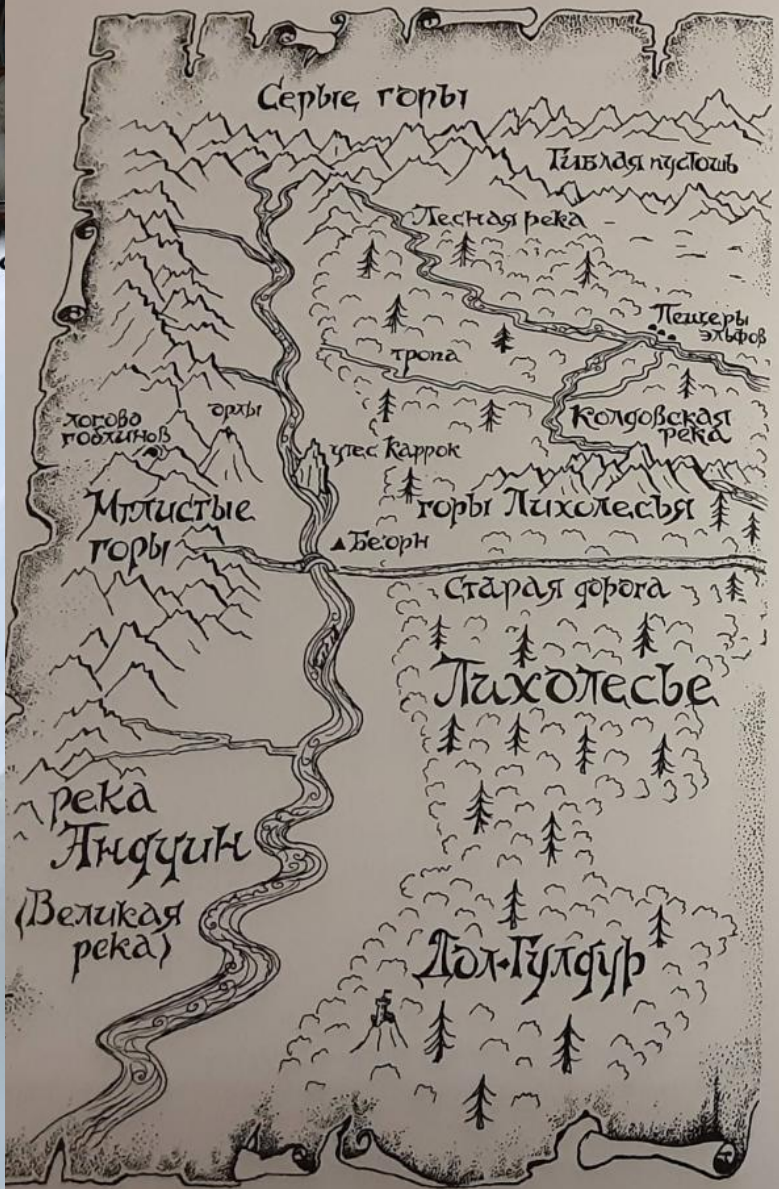 Серые горы
Гиблая пустошь
Лесная река
Пещеры
эльфов
тропа
Колдовская
река
логово
гоблинов
орлы
утес Каррок
Мглистые
горы
горы Лихолесья
Беорн
Старая дорога
Лихолесье
река
Андуин
(Великая
река)
Дол-Гулдур